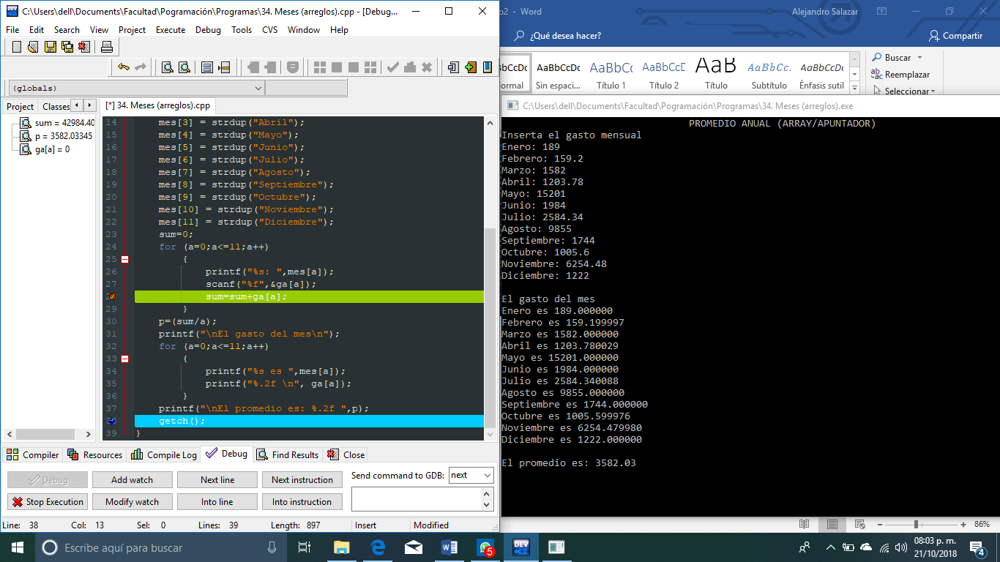 C:\Users\dell\Documents\Facultad\Pogramación\Programas\34. Meses (arreglos).cpp - [Debug...
File Edit Search View Project Execute Debug Tools CVS Window Help
(globals)
Project Classes
sum = 42984.40
p = 3582.03345
ga[a] = 0
[*] 34. Meses (arreglos).cpp
14 mes[3] = strdup("Abril");
15 mes[4] = strdup("Mayo");
16 mes[5] = strdup("Junio");
17 mes[6] = strdup("Julio");
18 mes[7] = strdup("Agosto");
19 mes[8] = strdup("Septiembre");
20 mes[9] = strdup("Octubre");
21 mes[10] = strdup("Noviembre");
22 mes[11] = strdup("Diciembre");
23 sum=0;
24 for (a=0;a<=11;a++)
25 {
26 printf("%s: ",mes[a]);
27 scanf("%f",&ga[a]);
sum=sum+ga[a];
29 }
30 p=(sum/a);
31 printf("\nEl gasto del mes\n");
32 for (a=0;a<=11;a++)
33 {
34 printf("%s es ",mes[a]);
35 printf("%.2f \n", ga[a]);
36 }
37 printf("\nEl promedio es: %.2f ",p);
getch();
39 }
Compiler Resources Compile Log Debug Find Results Close
Debug Add watch Next line Next instruction
Send command to GDB: next
Stop Execution Modify watch Into line Into instruction
Line: 38 Col: 13 Sel: 0 Lines: 39 Length: 897 Insert Modified
o2 - Word Alejandro Salazar
¿Qué desea hacer? Compartir
AaBbCcDc AaBbCc AaBbCcD AaB AaBbCc. AaBbCcDc
ormal Sin espaci... Título 1 Título 2 Título Subtítulo Énfasis sutil
Buscar
Reemplazar
Seleccionar
C:\Users\dell\Documents\Facultad\Pogramación\Programas\34. Meses (arreglos).exe
PROMEDIO ANUAL (ARRAY/APUNTADOR)
Inserta el gasto mensual
Enero: 189
Febrero: 159.2
Marzo: 1582
Abril: 1203.78
Mayo: 15201
Junio: 1984
Julio: 2584.34
Agosto: 9855
Septiembre: 1744
Octubre: 1005.6
Noviembre: 6254.48
Diciembre: 1222
El gasto del mes
Enero es 189.000000
Febrero es 159.199997
Marzo es 1582.000000
Abril es 1203.780029
Mayo es 15201.000000
Junio es 1984.000000
Julio es 2584.340088
Agosto es 9855.000000
Septiembre es 1744.000000
Octubre es 1005.599976
Noviembre es 6254.479980
Diciembre es 1222.000000
El promedio es: 3582.03
86%
Escribe aquí para buscar
5
DEV
08:03 p. m.
21/10/2018
4